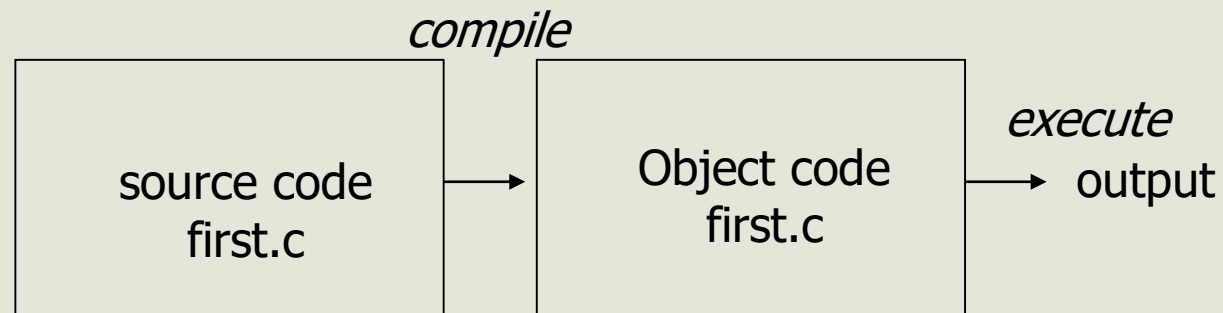 compile
source code
first.c
Object code
first.c
execute
output